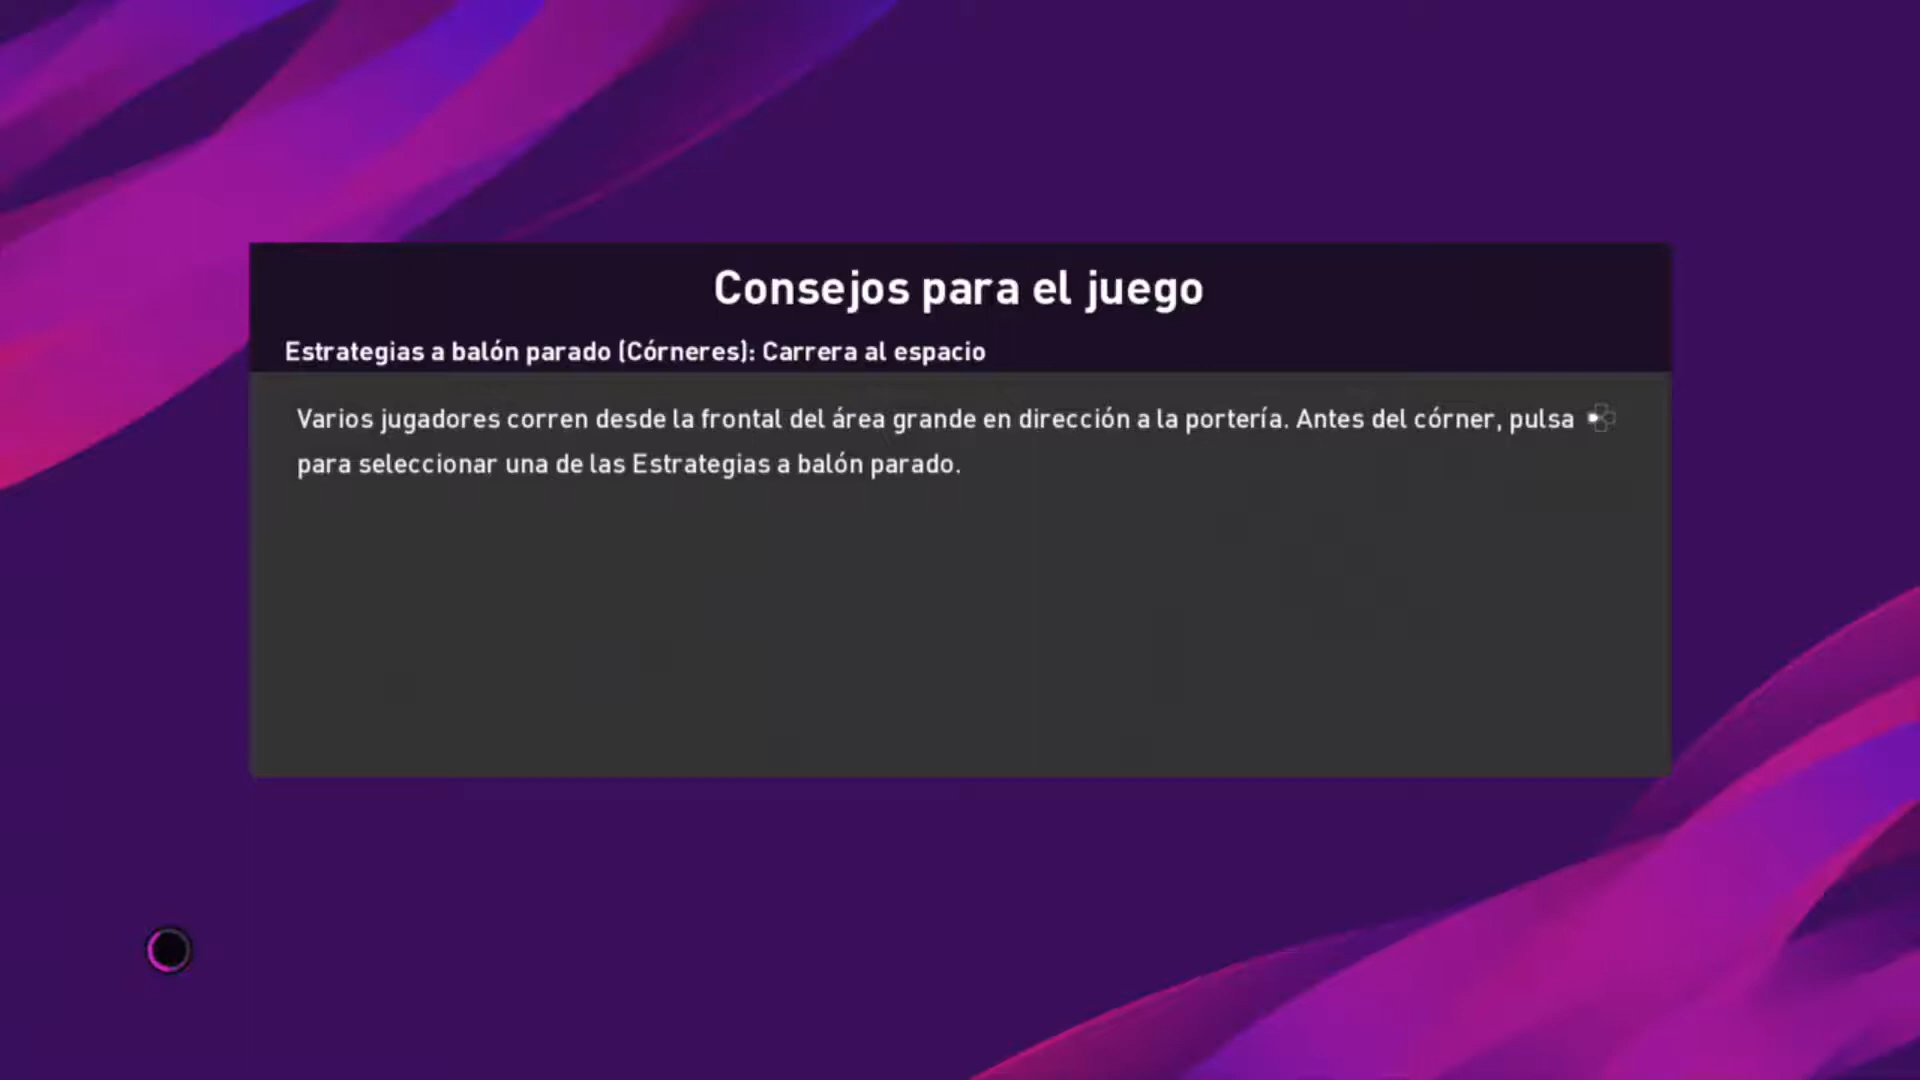 Consejos para el juego
Estrategias a balón parado (Córneres): Carrera al espacio
Varios jugadores corren desde la frontal del área grande en dirección a la portería. Antes del córner, pulsa
para seleccionar una de las Estrategias a balón parado.